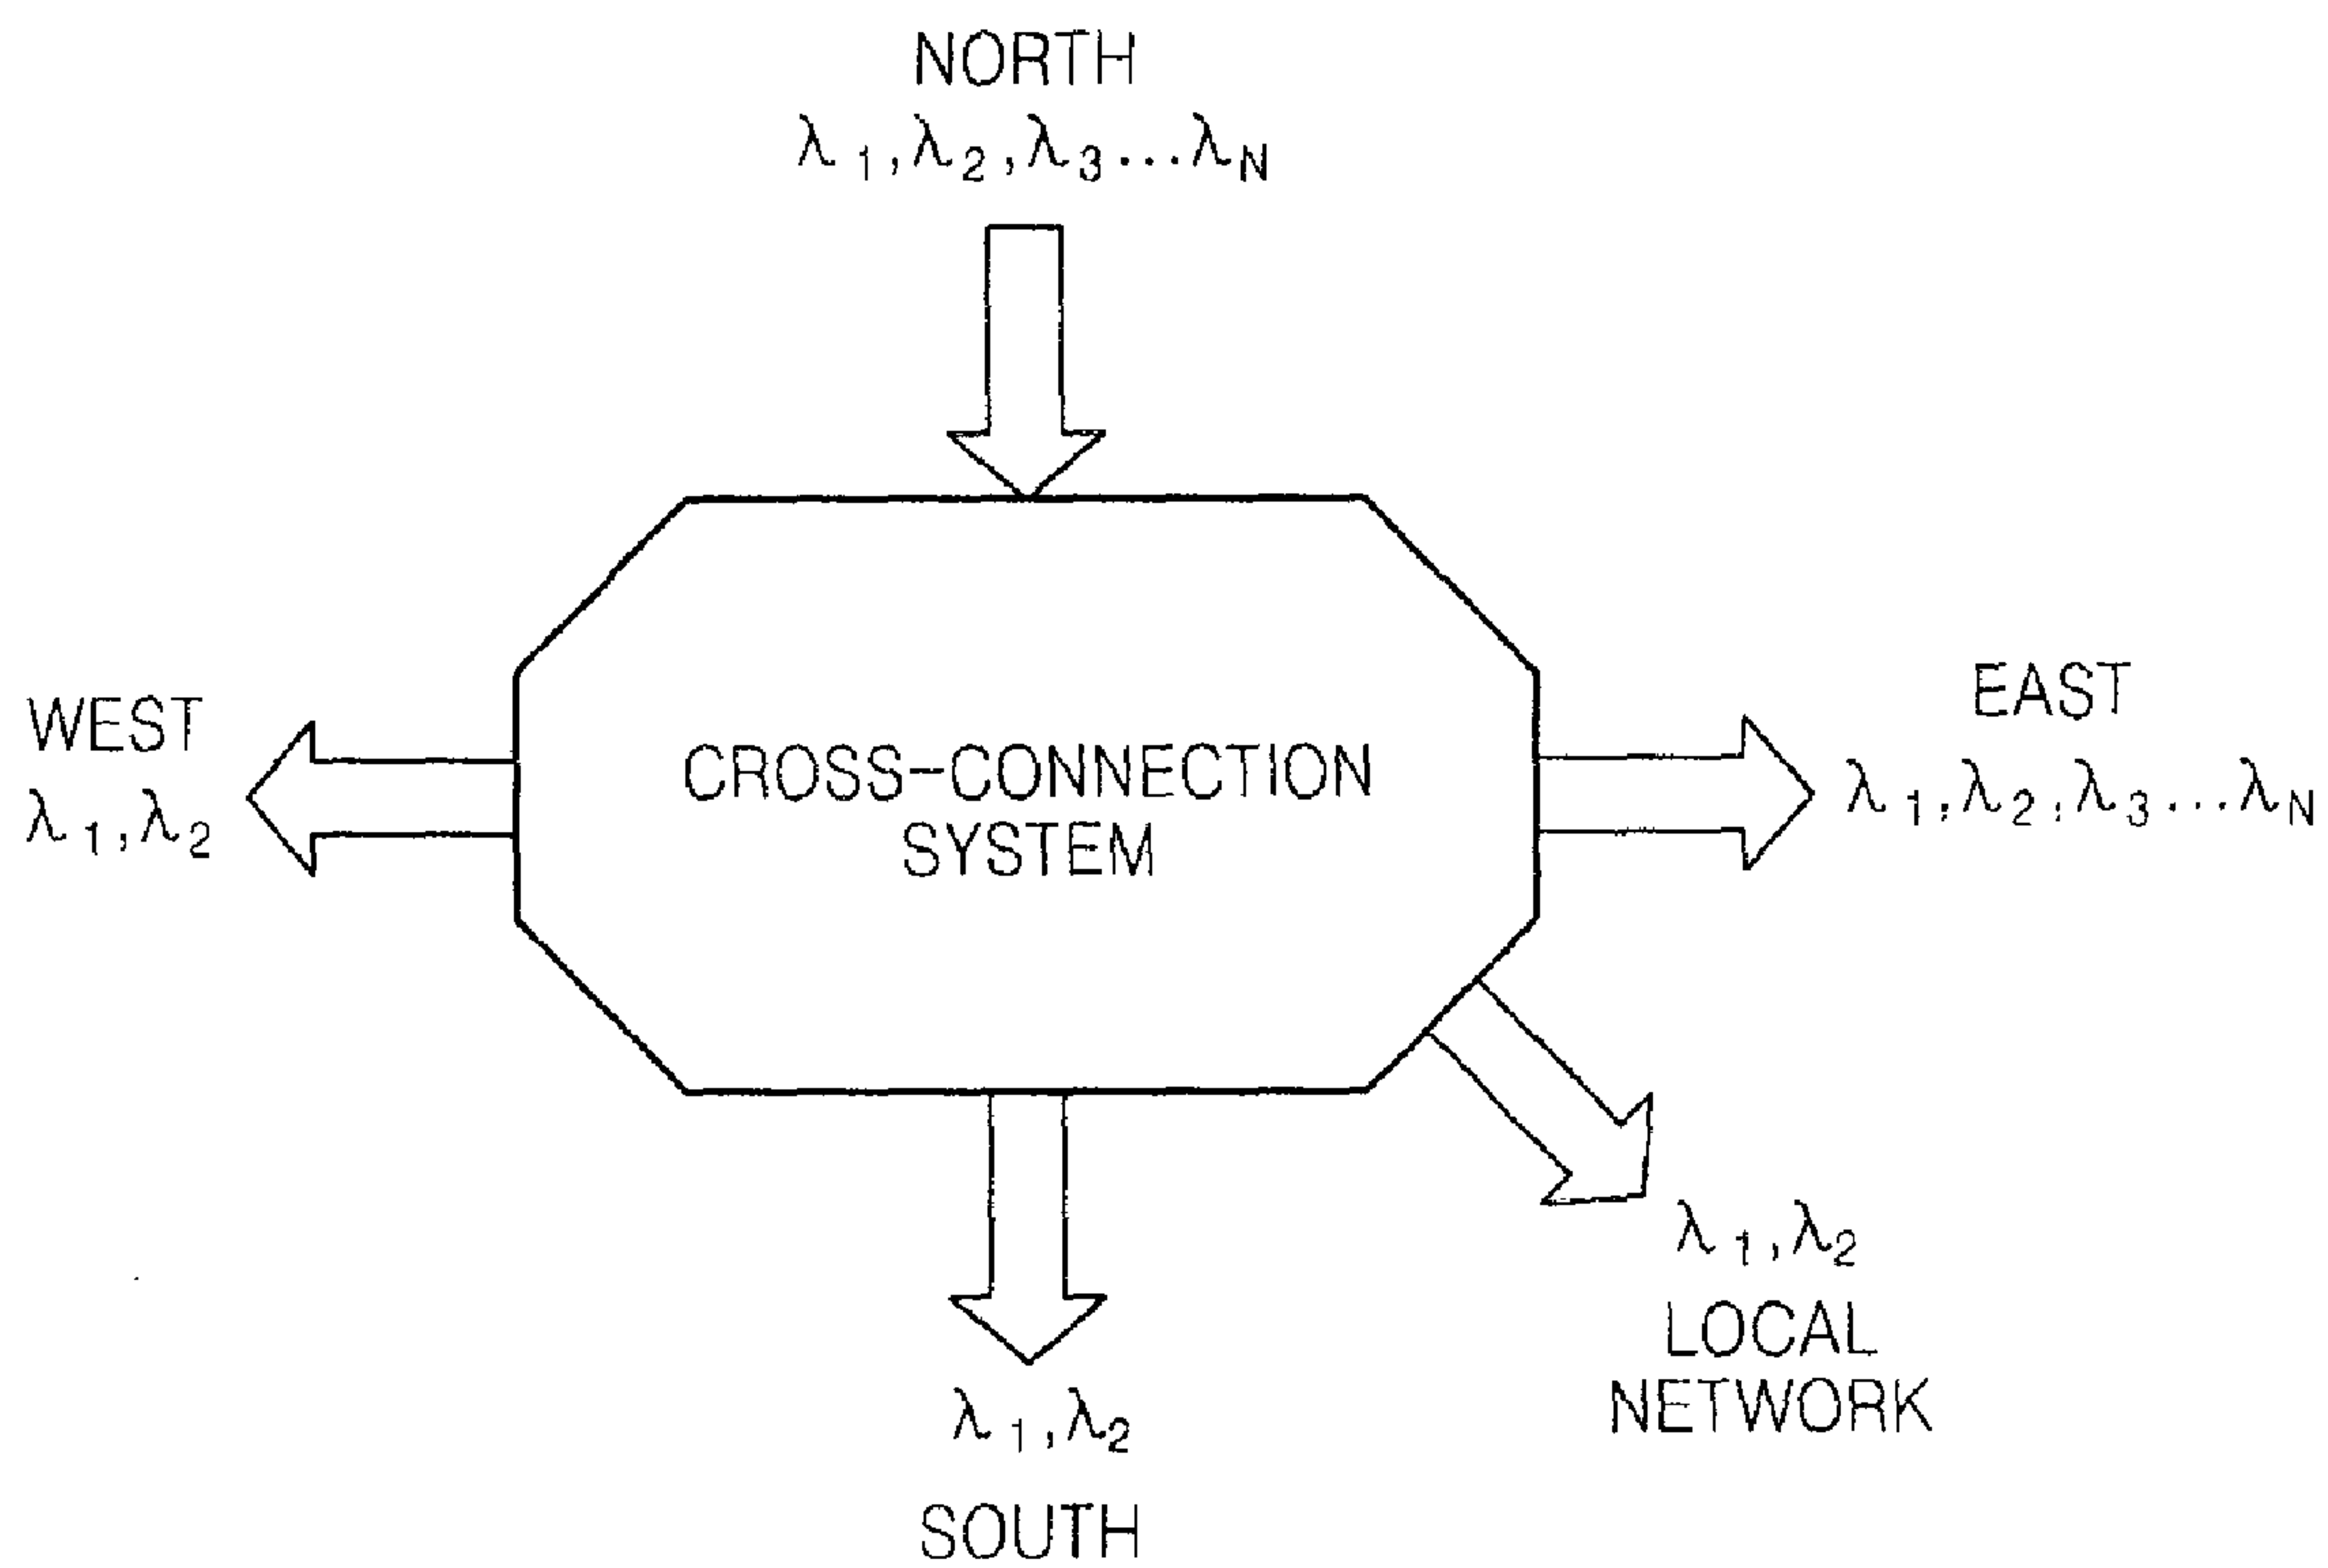 NORTH
λ1,λ2,λ3...λN
WEST
λ1,λ2
CROSS-CONNECTION
SYSTEM
EAST
λ1,λ2,λ3...λN
λ1,λ2
LOCAL
NETWORK
λ1,λ2
SOUTH